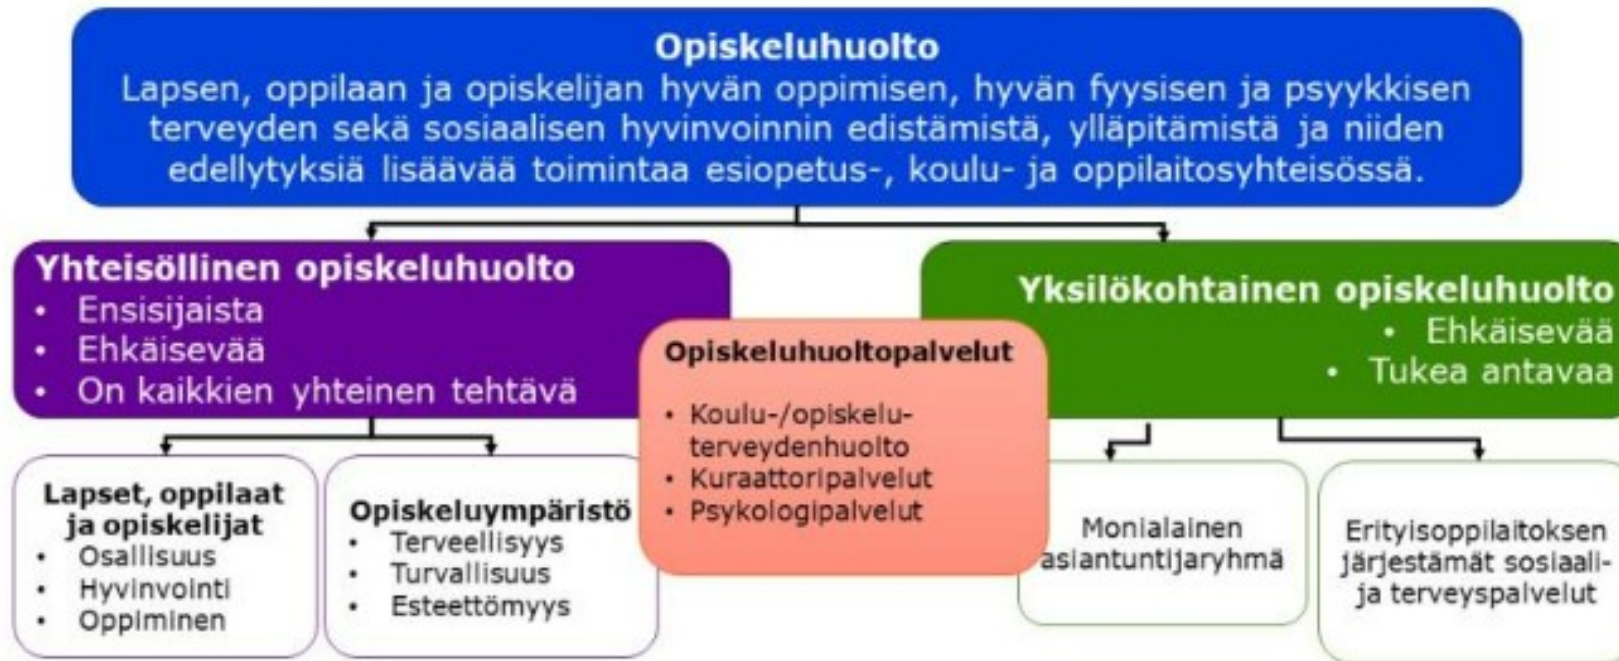 Opiskeluhuolto
Lapsen, oppilaan ja opiskelijan hyvän oppimisen, hyvän fyysisen ja psyykkisen
terveyden sekä sosiaalisen hyvinvoinnin edistämistä, ylläpitämistä ja niiden
edellytyksiä lisäävää toimintaa esiopetus-, koulu- ja oppilaitosyhteisössä.
Yhteisöllinen opiskeluhuolto
• Ensisijaista
• Ehkäisevää
• On kaikkien yhteinen tehtävä
Lapset, oppilaat
ja opiskelijat
• Osallisuus
• Hyvinvointi
• Oppiminen
Opiskeluympäristö
• Terveellisyys
• Turvallisuus
• Esteettömyys
Opiskeluhuoltopalvelut
• Koulu-/opiskelu-
terveydenhuolto
• Kuraattoripalvelut
• Psykologipalvelut
Yksilökohtainen opiskeluhuolto
• Ehkäisevää
• Tukea antavaa
Monialainen
asiantuntijaryhmä
Erityisoppilaitoksen
järjestämät sosiaali-
ja terveyspalvelut